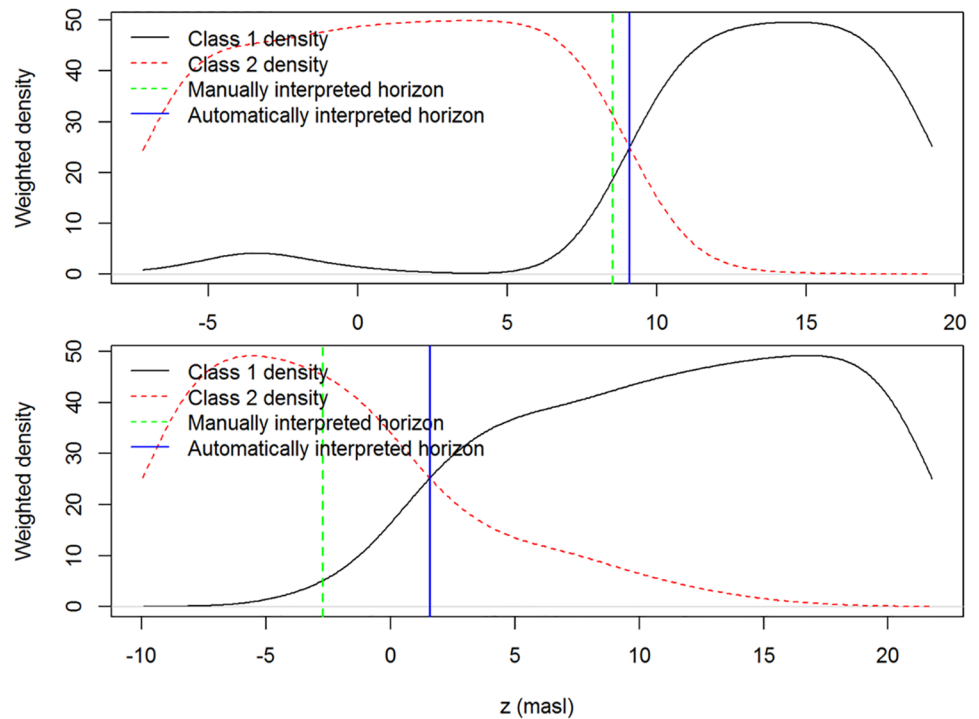 Weighted density
50
40
30
20
10
0
Class 1 density
Class 2 density
Manually interpreted horizon
Automatically interpreted horizon
-5 0 5 10 15 20
Weighted density
50
40
30
20
10
0
Class 1 density
Class 2 density
Manually interpreted horizon
Automatically interpreted horizon
-10 -5 0 5 10 15 20
z (masl)